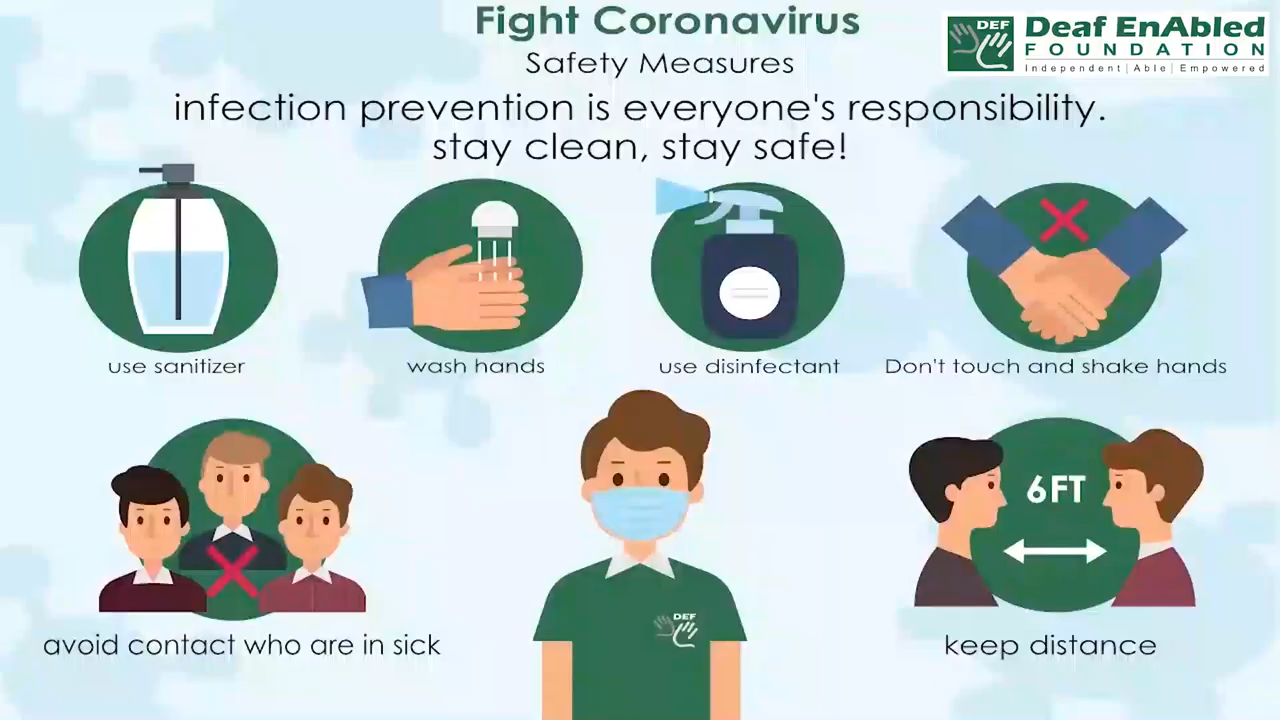 Fight Coronavirus
Safety Measures
DEF
Deaf EnAbled
FOUNDATION
Independent | Able | Empowered
infection prevention is everyone's responsibility.
stay clean, stay safe!
use sanitizer
wash hands
use disinfectant
Don't touch and shake hands
6FT
DEF
avoid contact who are in sick
keep distance